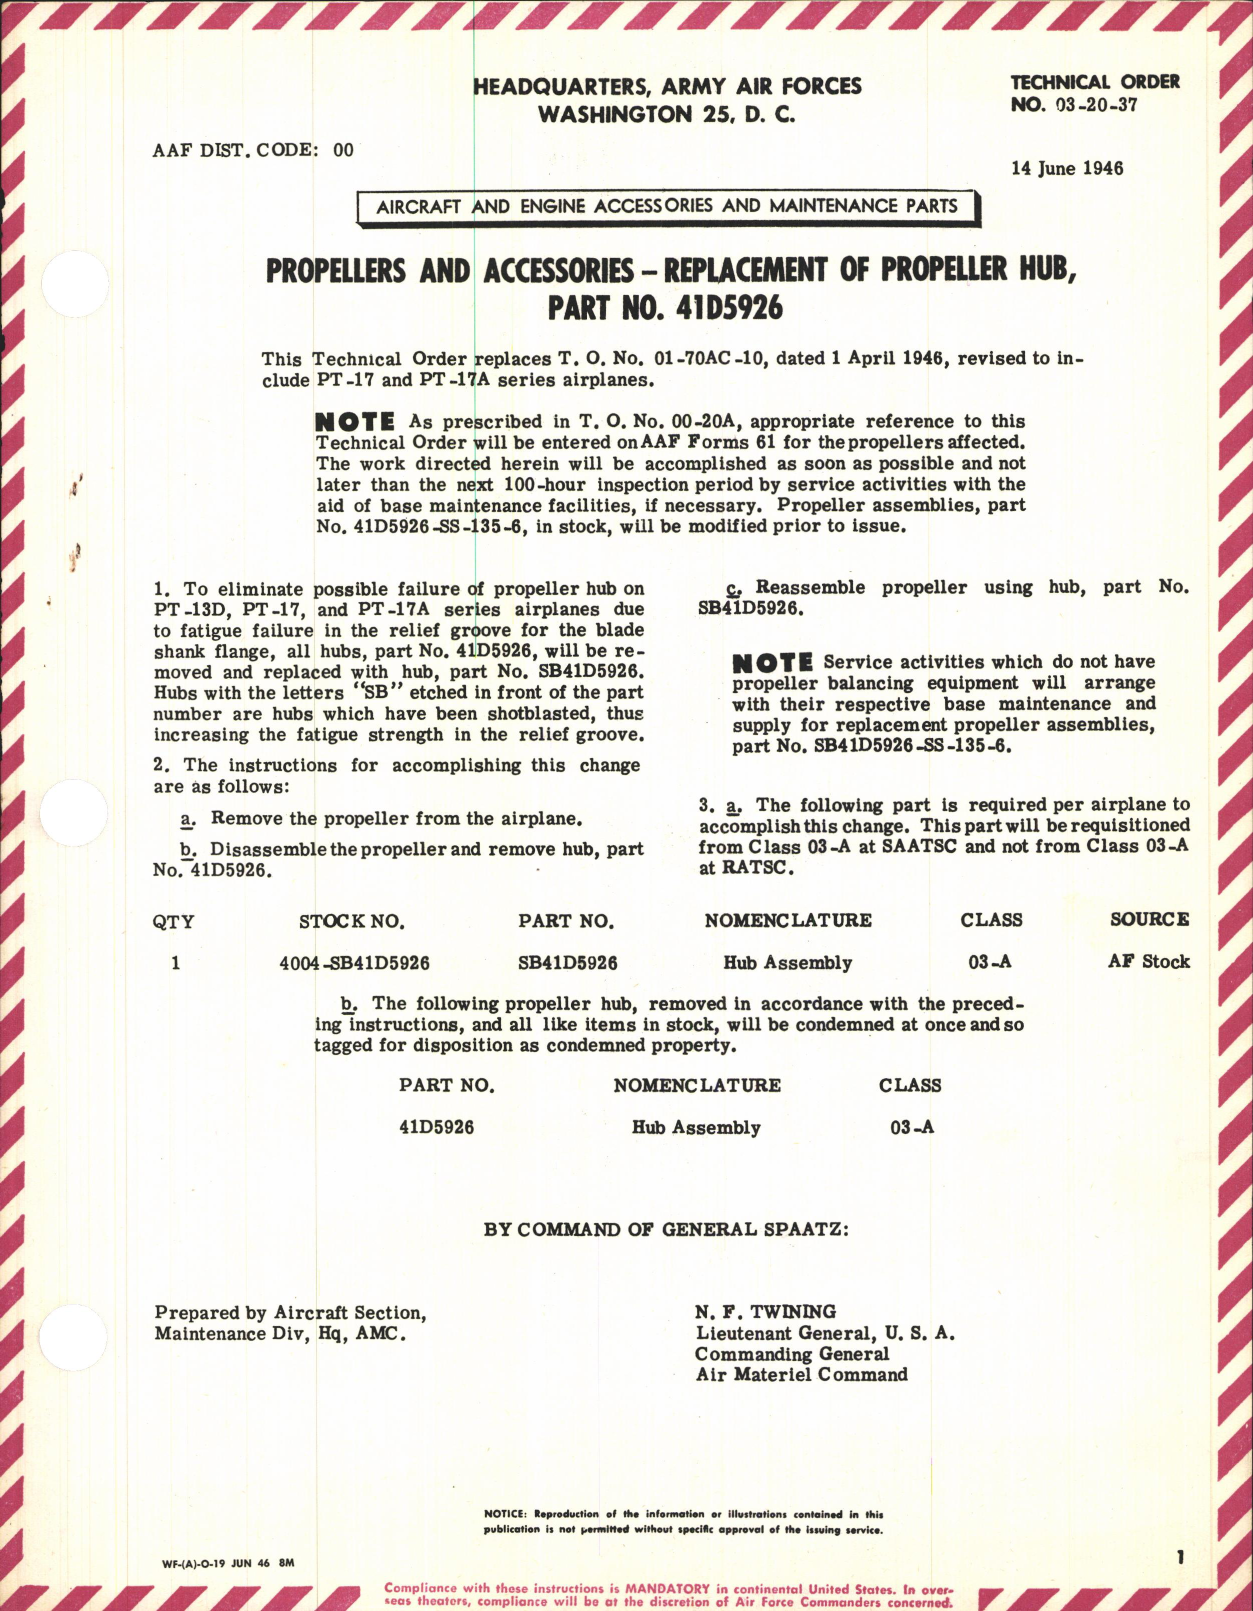 HEADQUARTERS, ARMY AIR FORCES
WASHINGTON 25, D. C.
TECHNICAL ORDER
NO. 03-20-37
AAF DIST. CODE: 00
14 June 1946
AIRCRAFT AND ENGINE ACCESSORIES AND MAINTENANCE PARTS
PROPELLERS AND ACCESSORIES – REPLACEMENT OF PROPELLER HUB,
PART NO. 41D5926
This Technical Order replaces T. O. No. 01-70AC-10, dated 1 April 1946, revised to in-
clude PT-17 and PT-17A series airplanes.
NOTE As prescribed in T. O. No. 00-20A, appropriate reference to this
Technical Order will be entered on AAF Forms 61 for the propellers affected.
The work directed herein will be accomplished as soon as possible and not
later than the next 100-hour inspection period by service activities with the
aid of base maintenance facilities, if necessary. Propeller assemblies, part
No. 41D5926-SS-135-6, in stock, will be modified prior to issue.
1. To eliminate possible failure of propeller hub on
PT-13D, PT-17, and PT-17A series airplanes due
to fatigue failure in the relief groove for the blade
shank flange, all hubs, part No. 41D5926, will be re-
moved and replaced with hub, part No. SB41D5926.
Hubs with the letters "SB" etched in front of the part
number are hubs which have been shotblasted, thus
increasing the fatigue strength in the relief groove.
2. The instructions for accomplishing this change
are as follows:
a. Remove the propeller from the airplane.
b. Disassemble the propeller and remove hub, part
No. 41D5926.
c. Reassemble propeller using hub, part No.
SB41D5926.
NOTE Service activities which do not have
propeller balancing equipment will arrange
with their respective base maintenance and
supply for replacement propeller assemblies,
part No. SB41D5926-SS-135-6.
3. a. The following part is required per airplane to
accomplish this change. This part will be requisitioned
from Class 03-A at SAATSC and not from Class 03-A
at RATSC.
QTY STOCK NO. PART NO. NOMENCLATURE CLASS SOURCE
1 4004-SB41D5926 SB41D5926 Hub Assembly 03-A AF Stock
b. The following propeller hub, removed in accordance with the preced-
ing instructions, and all like items in stock, will be condemned at once and so
tagged for disposition as condemned property.
PART NO. NOMENCLATURE CLASS
41D5926 Hub Assembly 03-A
BY COMMAND OF GENERAL SPAATZ:
Prepared by Aircraft Section,
Maintenance Div, Hq, AMC.
N. F. TWINING
Lieutenant General, U. S. A.
Commanding General
Air Materiel Command
NOTICE: Reproduction of the information or illustrations contained in this
publication is not permitted without specific approval of the issuing service.
WF-(A)-O-19 JUN 46 8M
1
Compliance with these instructions is MANDATORY in continental United States. In over-
seas theaters, compliance will be at the discretion of Air Force Commanders concerned.